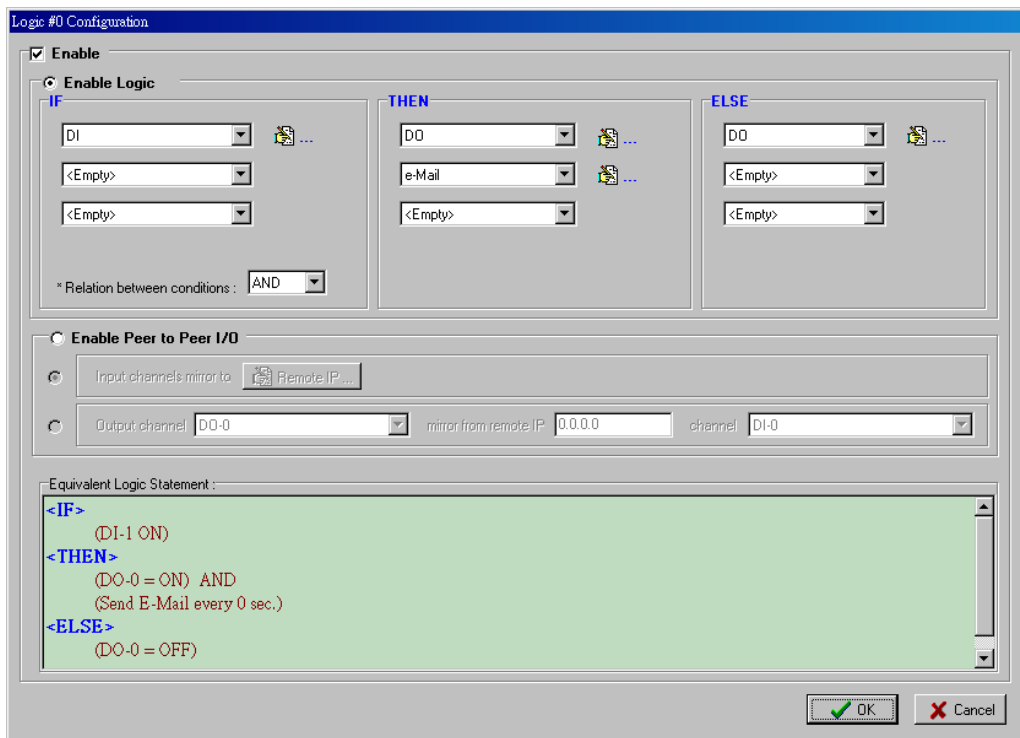 Logic #0 Configuration
Enable
Enable Logic
IF THEN ELSE
DI ... DO ... DO ...
<Empty> e-Mail ... <Empty>
<Empty> <Empty> <Empty>
* Relation between conditions : AND
Enable Peer to Peer I/O
Input channels mirror to Remote IP ...
Output channel DO-0 mirror from remote IP 0.0.0.0 channel DI-0
Equivalent Logic Statement :
<IF>
(DI-1 ON)
<THEN>
(DO-0 = ON) AND
(Send E-Mail every 0 sec.)
<ELSE>
(DO-0 = OFF)
OK Cancel